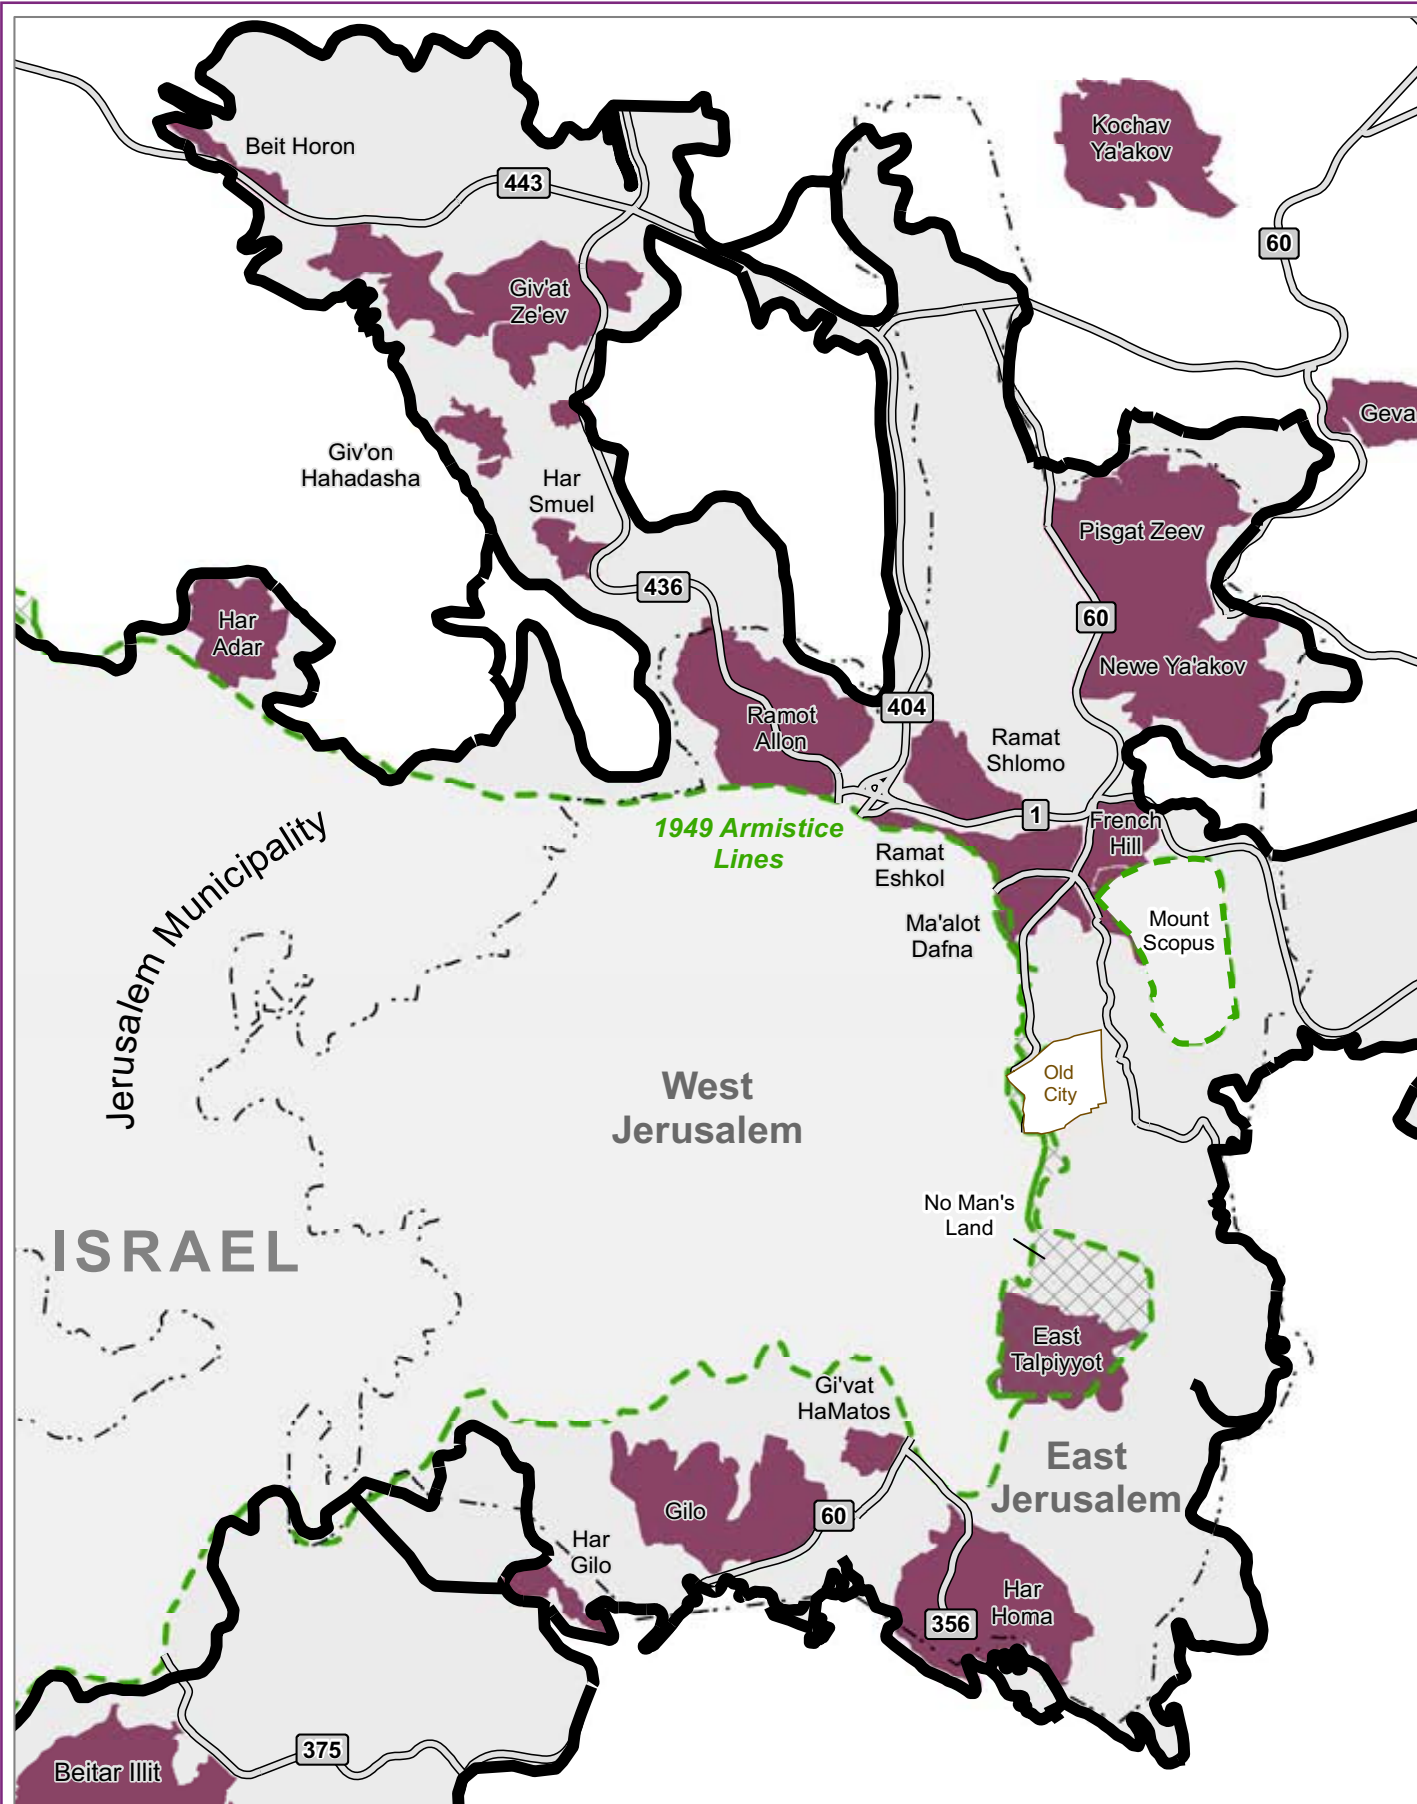 Kochav
Ya'akov
Beit Horon
443
60
Giv'at
Ze'ev
Geva
Giv'on
Hahadasha
Har
Smuel
Pisgat Zeev
436
Har
Adar
60
Newe Ya'akov
404
Ramot
Allon
Ramat
Shlomo
1
French
Hill
1949 Armistice
Lines
Ramat
Eshkol
Jerusalem Municipality
Ma'alot
Dafna
Mount
Scopus
Old
City
West
Jerusalem
No Man's
Land
ISRAEL
East
Talpiyyot
Gi'vat
HaMatos
East
Jerusalem
Gilo
60
Har
Gilo
Har
Homa
356
375
Beitar Illit